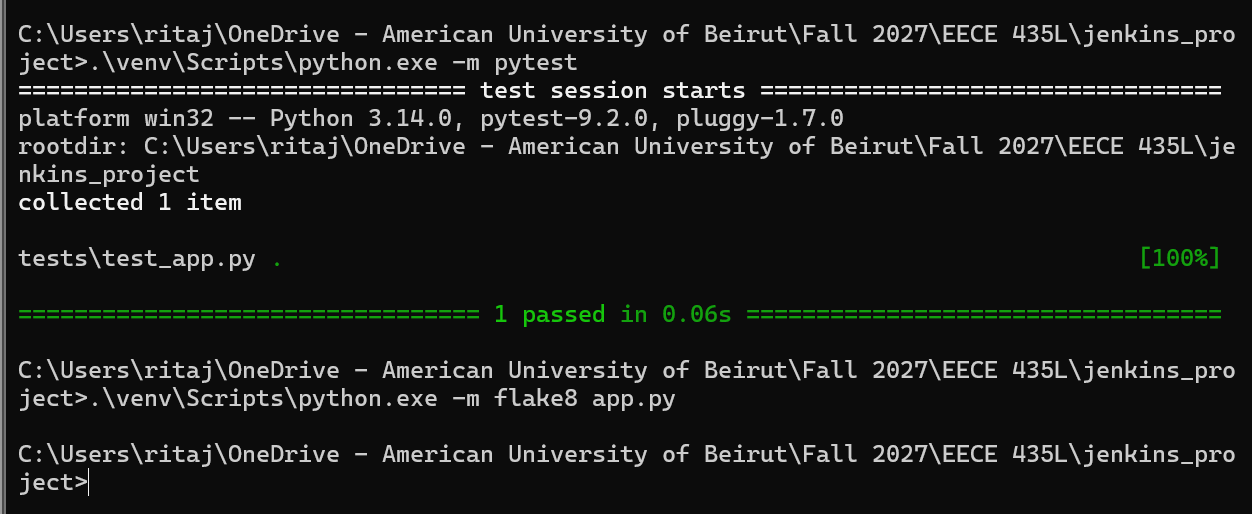 C:\Users\ritaj\OneDrive - American University of Beirut\Fall 2027\EECE 435L\jenkins_pro
ject>.\venv\Scripts\python.exe -m pytest
================================ test session starts =================================
platform win32 -- Python 3.14.0, pytest-9.2.0, pluggy-1.7.0
rootdir: C:\Users\ritaj\OneDrive - American University of Beirut\Fall 2027\EECE 435L\je
nkins_project
collected 1 item
tests\test_app.py . [100%]
================================= 1 passed in 0.06s ==================================
C:\Users\ritaj\OneDrive - American University of Beirut\Fall 2027\EECE 435L\jenkins_pro
ject>.\venv\Scripts\python.exe -m flake8 app.py
C:\Users\ritaj\OneDrive - American University of Beirut\Fall 2027\EECE 435L\jenkins_pro
ject>